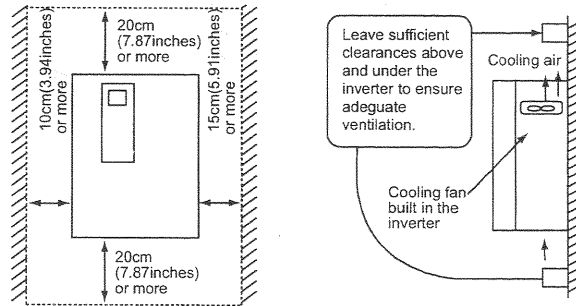 20cm
(7.87inches)
or more
10cm(3.94inches)
or more
15cm(5.91inches)
or more
20cm
(7.87inches)
or more
Leave sufficient
clearances above
and under the
inverter to ensure
adeguate
ventilation.
Cooling air
Cooling fan
built in the
inverter